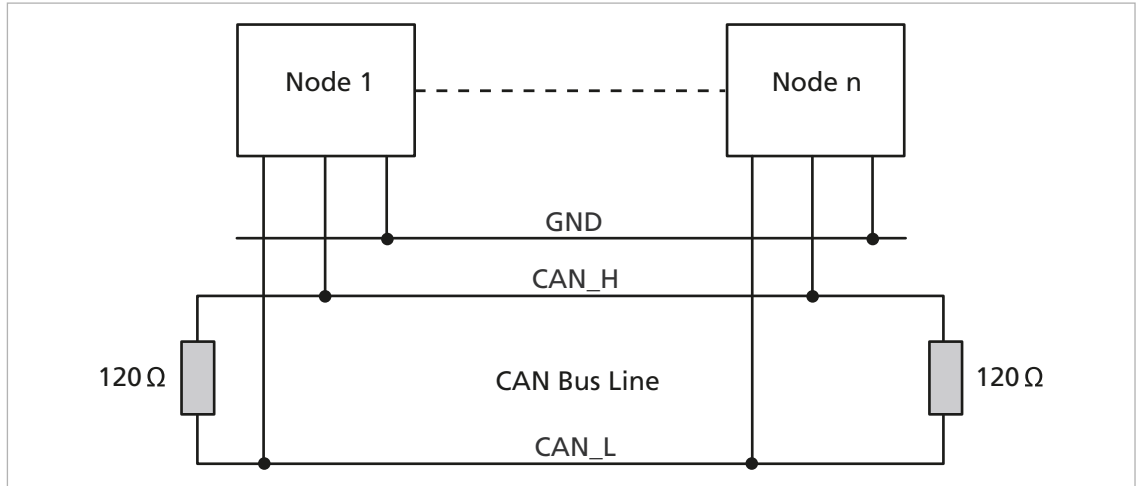 Node 1
Node n
GND
CAN_H
120 Ω
CAN Bus Line
120 Ω
CAN_L